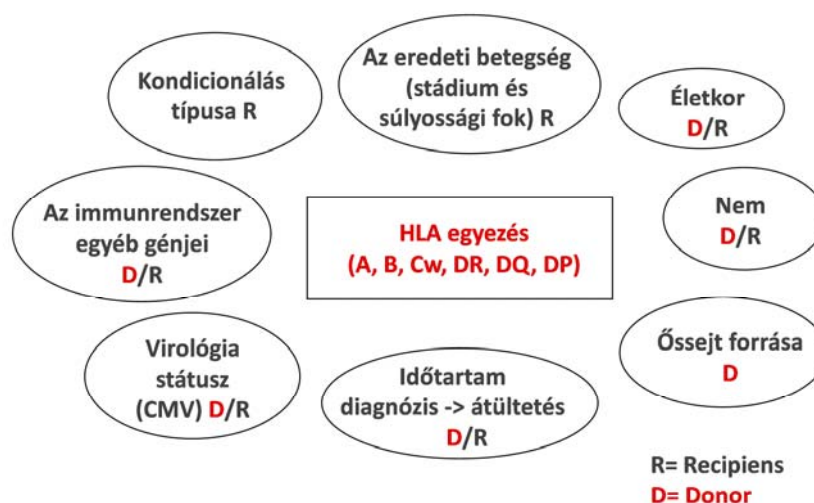 Kondicionálás
típusa R
Az eredeti betegség
(stádium és
súlyossági fok) R
Életkor
D/R
Az immunrendszer
egyéb génjei
D/R
HLA egyezés
(A, B, Cw, DR, DQ, DP)
Nem
D/R
Virológia
státusz
(CMV) D/R
Időtartam
diagnózis -> átültetés
D/R
Őssejt forrása
D
R= Recipiens
D= Donor